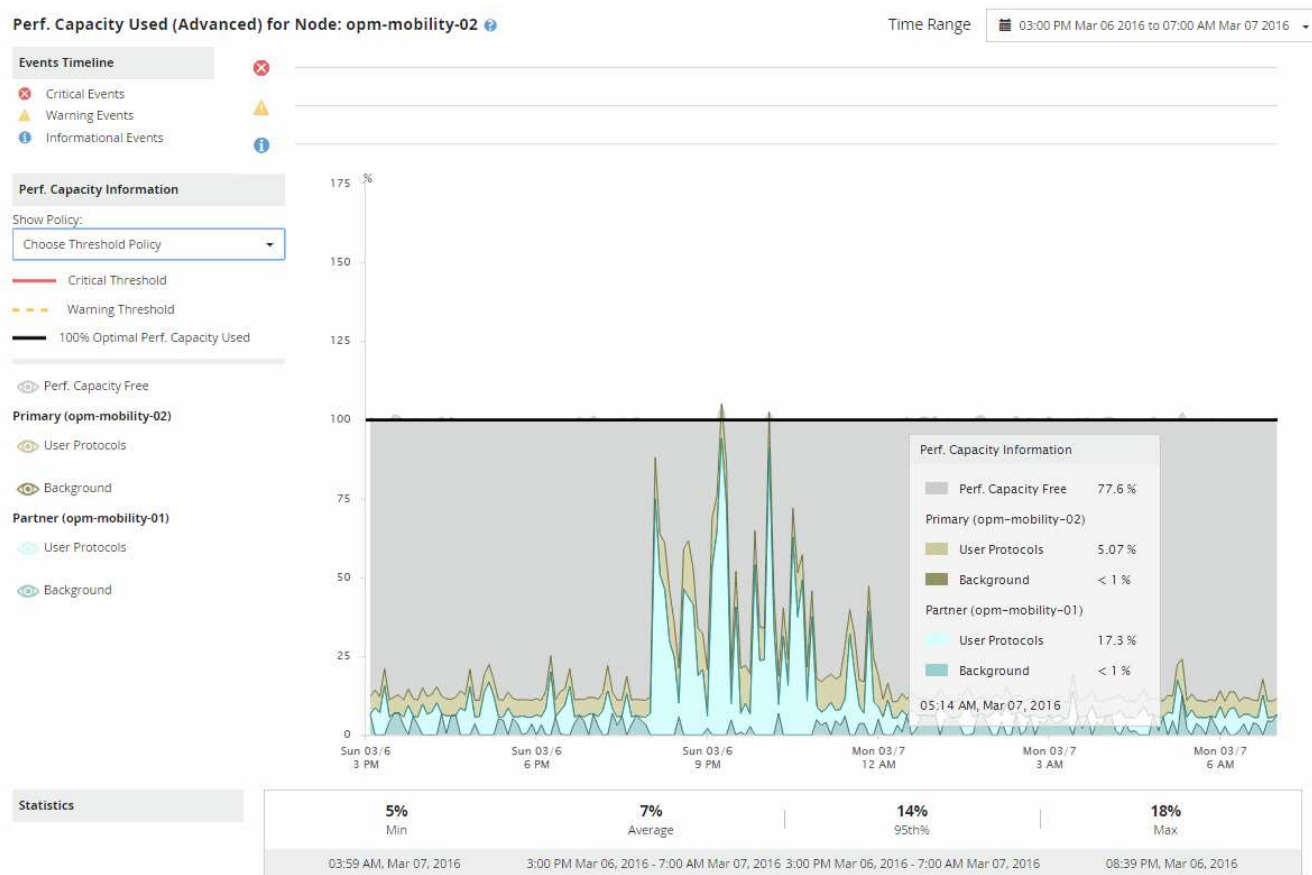 Perf. Capacity Used (Advanced) for Node: opm-mobility-02 ?
Time Range 03:00 PM Mar 06 2016 to 07:00 AM Mar 07 2016
Events Timeline
Critical Events
Warning Events
Informational Events
Perf. Capacity Information
Show Policy:
Choose Threshold Policy
Critical Threshold
Warning Threshold
100% Optimal Perf. Capacity Used
Perf. Capacity Free
Primary (opm-mobility-02)
User Protocols
Background
Partner (opm-mobility-01)
User Protocols
Background
%
175
150
125
100
75
50
25
0
Perf. Capacity Information
Perf. Capacity Free 77.6 %
Primary (opm-mobility-02)
User Protocols 5.07 %
Background < 1 %
Partner (opm-mobility-01)
User Protocols 17.3 %
Background < 1 %
05:14 AM, Mar 07, 2016
Sun 03/6 Sun 03/6 Sun 03/6 Mon 03/7 Mon 03/7 Mon 03/7
3 PM 6 PM 9 PM 12 AM 3 AM 6 AM
Statistics
5% 7% 14% 18%
Min Average 95th% Max
03:59 AM, Mar 07, 2016 3:00 PM Mar 06, 2016 - 7:00 AM Mar 07, 2016 3:00 PM Mar 06, 2016 - 7:00 AM Mar 07, 2016 08:39 PM, Mar 06, 2016